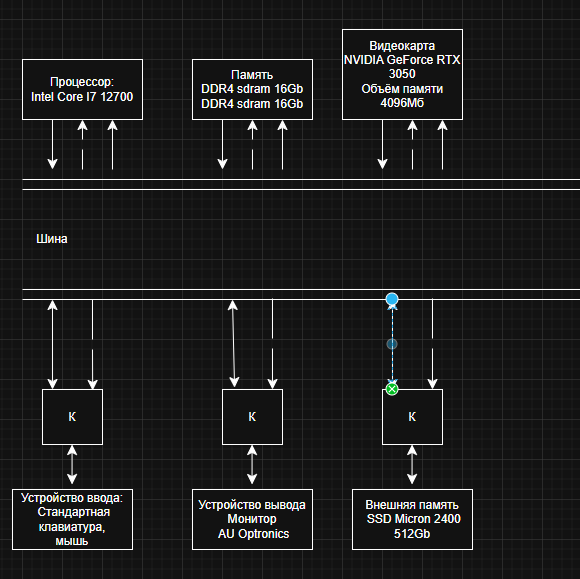 Процессор:
Intel Core I7 12700
Память
DDR4 sdram 16Gb
DDR4 sdram 16Gb
Видеокарта
NVIDIA GeForce RTX
3050
Объём памяти
4096Мб
Шина
К
К
К
Устройство ввода:
Стандартная
клавиатура,
мышь
Устройство вывода
Монитор
AU Optronics
Внешняя память
SSD Micron 2400
512Gb